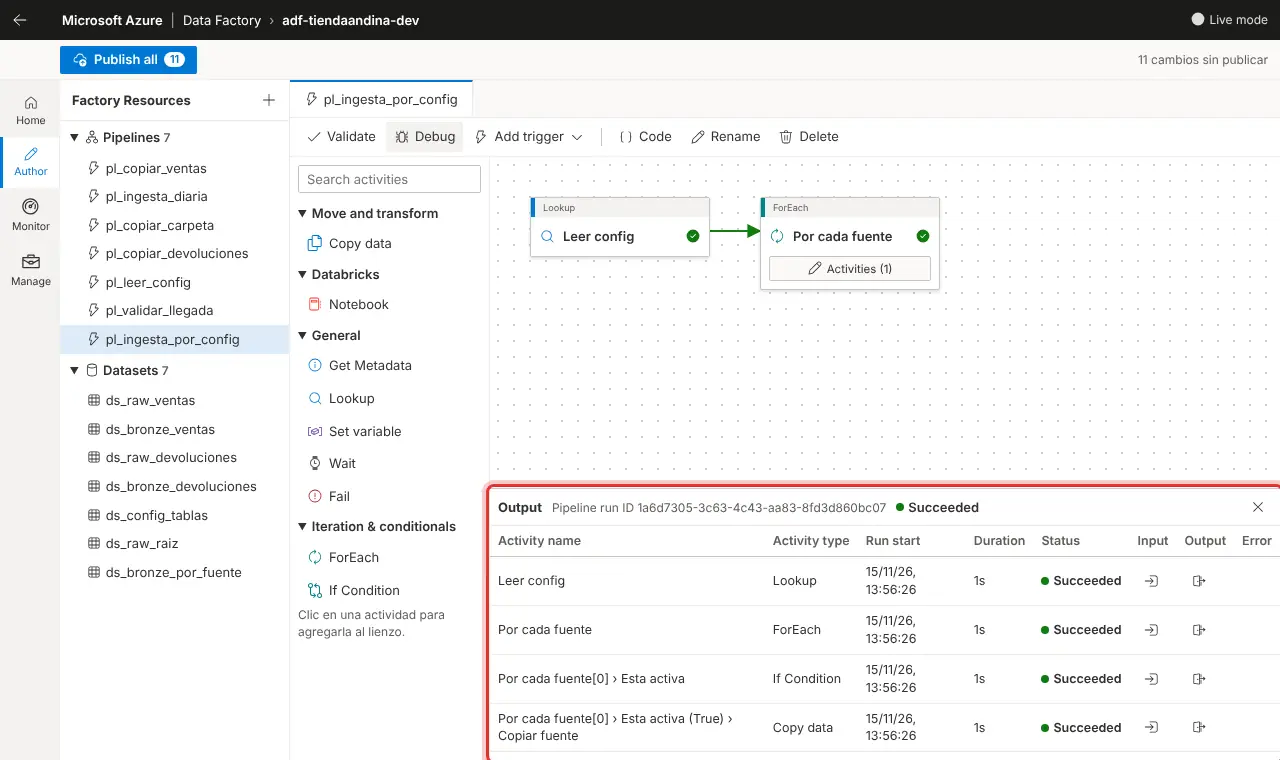 Microsoft Azure | Data Factory › adf-tiendaandina-dev
Live mode
Publish all 11
11 cambios sin publicar
Home
Author
Monitor
Manage
Factory Resources
Pipelines 7
pl_copiar_ventas
pl_ingesta_diaria
pl_copiar_carpeta
pl_copiar_devoluciones
pl_leer_config
pl_validar_llegada
pl_ingesta_por_config
Datasets 7
ds_raw_ventas
ds_bronze_ventas
ds_raw_devoluciones
ds_bronze_devoluciones
ds_config_tablas
ds_raw_raiz
ds_bronze_por_fuente
pl_ingesta_por_config
Validate
Debug
Add trigger
Code
Rename
Delete
Search activities
Move and transform
Copy data
Databricks
Notebook
General
Get Metadata
Lookup
Set variable
Wait
Fail
Iteration & conditionals
ForEach
If Condition
Clic en una actividad para
agregarla al lienzo.
Lookup
Leer config
ForEach
Por cada fuente
Activities (1)
Output Pipeline run ID 1a6d7305-3c63-4c43-aa83-8fd3d860bc07 Succeeded
Activity name Activity type Run start Duration Status Input Output Error
Leer config Lookup 15/11/26, 13:56:26 1s Succeeded
Por cada fuente ForEach 15/11/26, 13:56:26 1s Succeeded
Por cada fuente[0] › Esta activa If Condition 15/11/26, 13:56:26 1s Succeeded
Por cada fuente[0] › Esta activa (True) › Copiar fuente Copy data 15/11/26, 13:56:26 1s Succeeded